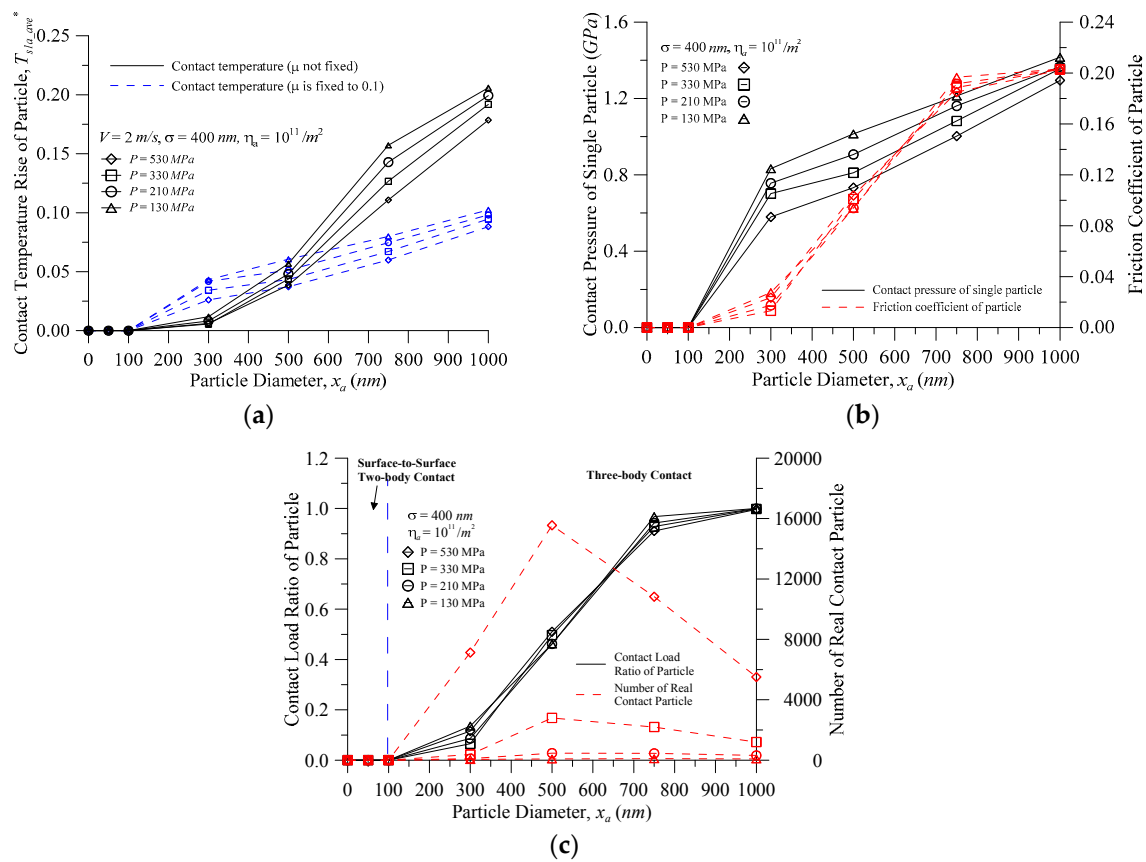 Contact Temperature Rise of Particle, T_{s1a_ave}*
0.25
0.20
0.15
0.10
0.05
0.00
Contact temperature (μ not fixed)
Contact temperature (μ is fixed to 0.1)
V = 2 m/s, σ = 400 nm, η_a = 10^{11}/m^2
P = 530 MPa
P = 330 MPa
P = 210 MPa
P = 130 MPa
0 100 200 300 400 500 600 700 800 900 1000
Particle Diameter, x_a (nm)
(a)
Contact Pressure of Single Particle (GPa)
1.6
1.2
0.8
0.4
0.0
σ = 400 nm, η_a = 10^{11}/m^2
P = 530 MPa
P = 330 MPa
P = 210 MPa
P = 130 MPa
Contact pressure of single particle
Friction coefficient of particle
0.24
0.20
0.16
0.12
0.08
0.04
0.00
Friction Coefficient of Particle
0 100 200 300 400 500 600 700 800 900 1000
Particle Diameter, x_a (nm)
(b)
Contact Load Ratio of Particle
1.2
1.0
0.8
0.6
0.4
0.2
0.0
Surface-to-Surface
Two-body Contact
Three-body Contact
σ = 400 nm
η_a = 10^{11}/m^2
P = 530 MPa
P = 330 MPa
P = 210 MPa
P = 130 MPa
Contact Load
Ratio of Particle
Number of Real
Contact Particle
20000
16000
12000
8000
4000
0
Number of Real Contact Particle
0 100 200 300 400 500 600 700 800 900 1000
Particle Diameter, x_a (nm)
(c)